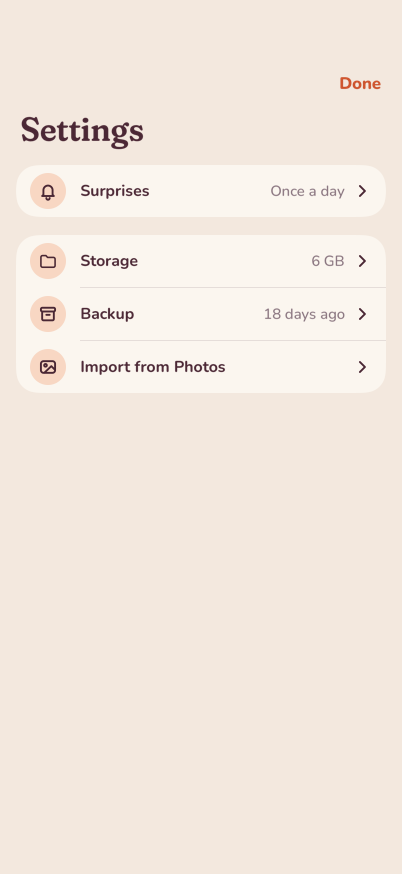 Done
Settings
Surprises Once a day
Storage 6 GB
Backup 18 days ago
Import from Photos